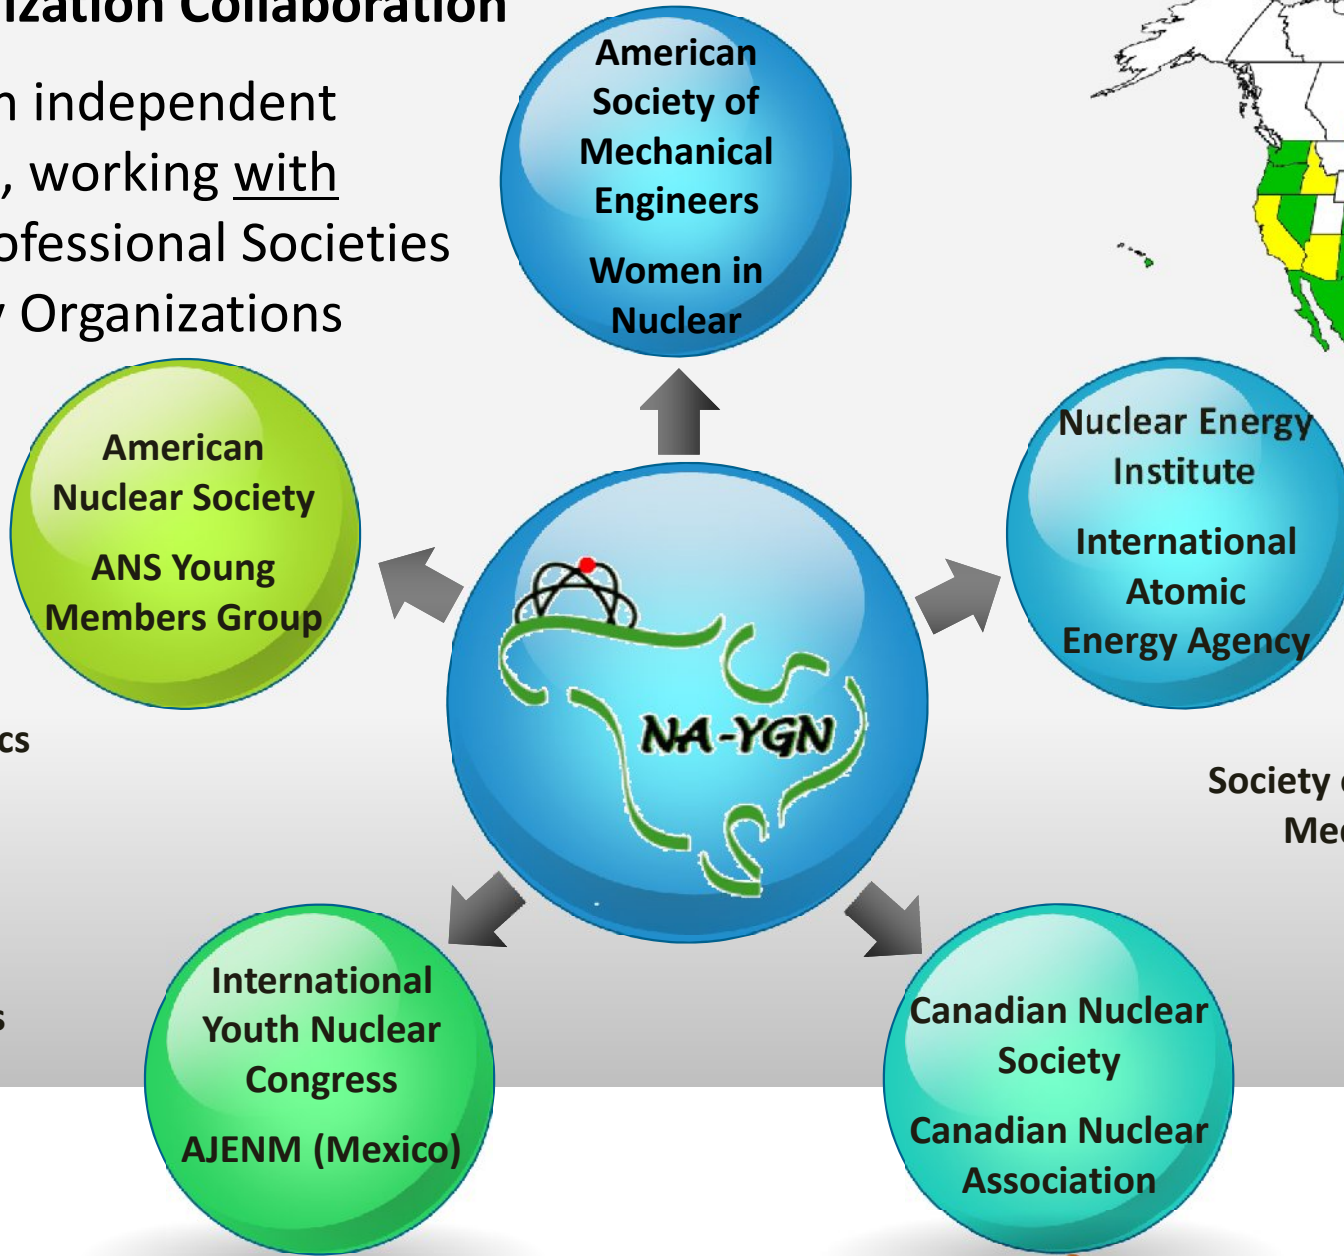 ization Collaboration
n independent
, working with
ofessional Societies
y Organizations
American
Society of
Mechanical
Engineers
Women in
Nuclear
American
Nuclear Society
ANS Young
Members Group
Nuclear Energy
Institute
International
Atomic
Energy Agency
NA-YGN
cs
Society
Med
s
International
Youth Nuclear
Congress
AJENM (Mexico)
Canadian Nuclear
Society
Canadian Nuclear
Association